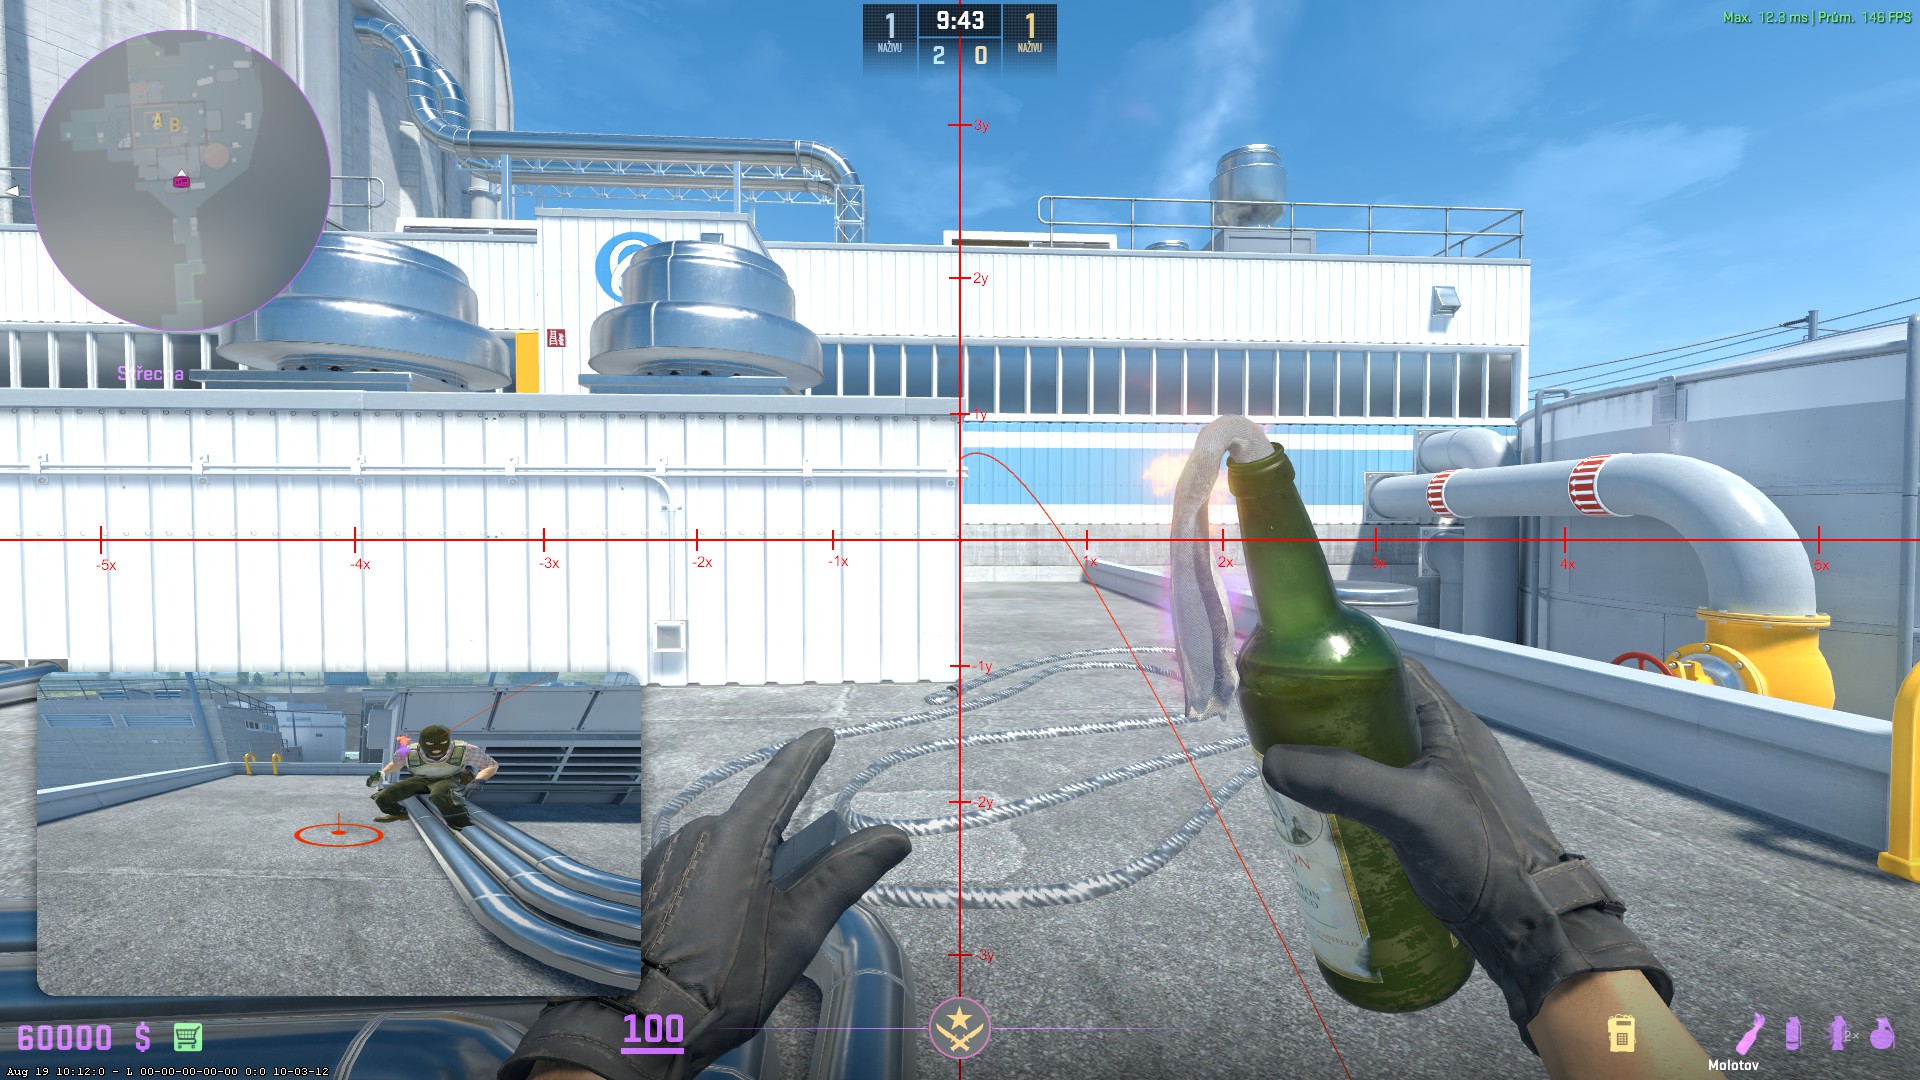 1
NAŽIVU
9:43
2 0
1
NAŽIVU
Max. 12.3 ms | Prům. 146 FPS
A
B
Střecha
3y
2y
1y
-5x
-4x
-3x
-2x
-1x
1x
2x
3x
4x
5x
-1y
-2y
-3y
60000 $
100
2×
Molotov
Aug 19 10:12:0 - L 00-00-00-00-00 0:0 10-03-12